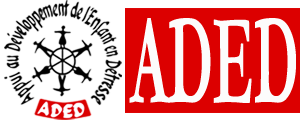 Appui au Développement de l'Enfant en Détresse
ADED
ADED